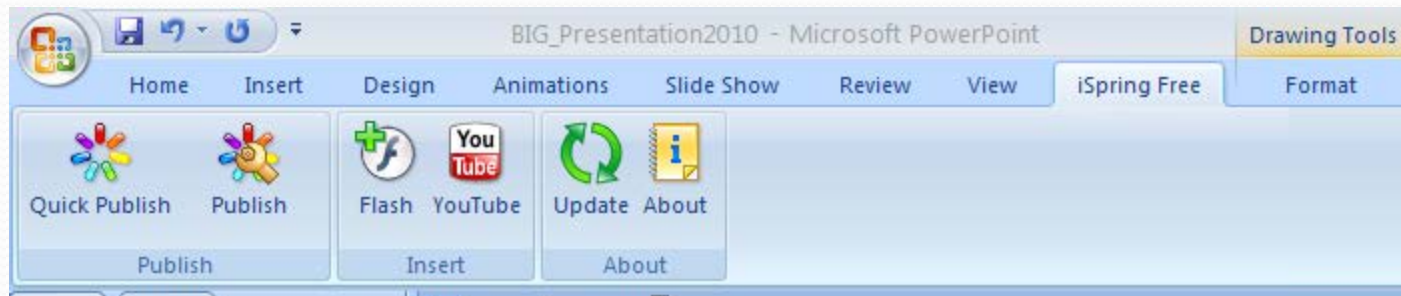 BIG_Presentation2010 - Microsoft PowerPoint Drawing Tools
Home Insert Design Animations Slide Show Review View iSpring Free Format
You
Tube
Quick Publish Publish Flash YouTube Update About
Publish Insert About